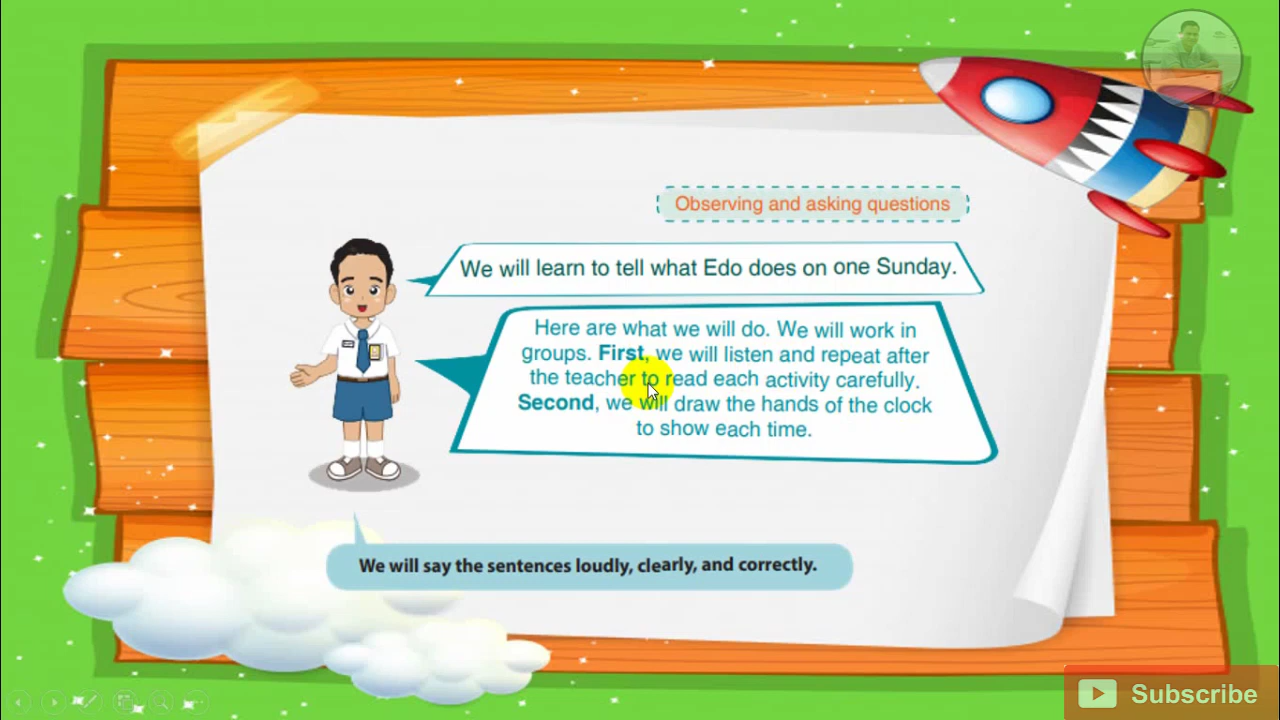 Observing and asking questions
We will learn to tell what Edo does on one Sunday.
Here are what we will do. We will work in
groups. First, we will listen and repeat after
the teacher to read each activity carefully.
Second, we will draw the hands of the clock
to show each time.
We will say the sentences loudly, clearly, and correctly.
Subscribe